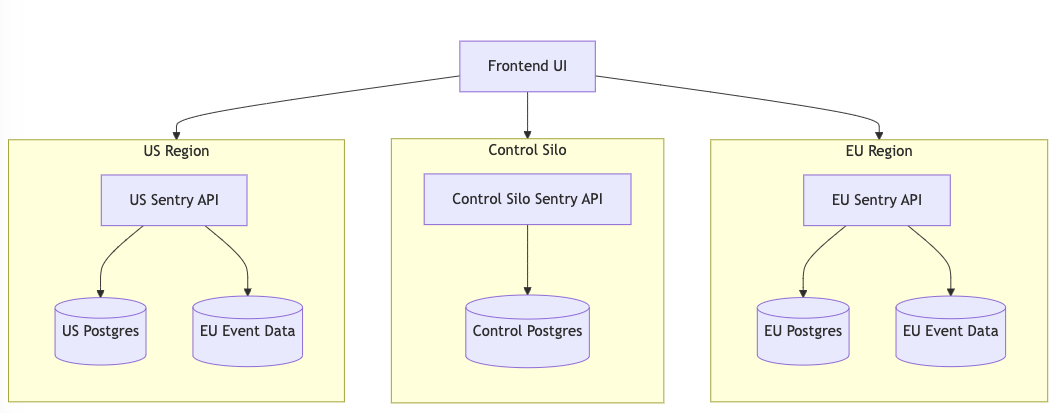 Frontend UI
US Region
Control Silo
EU Region
US Sentry API
Control Silo Sentry API
EU Sentry API
US Postgres
EU Event Data
Control Postgres
EU Postgres
EU Event Data